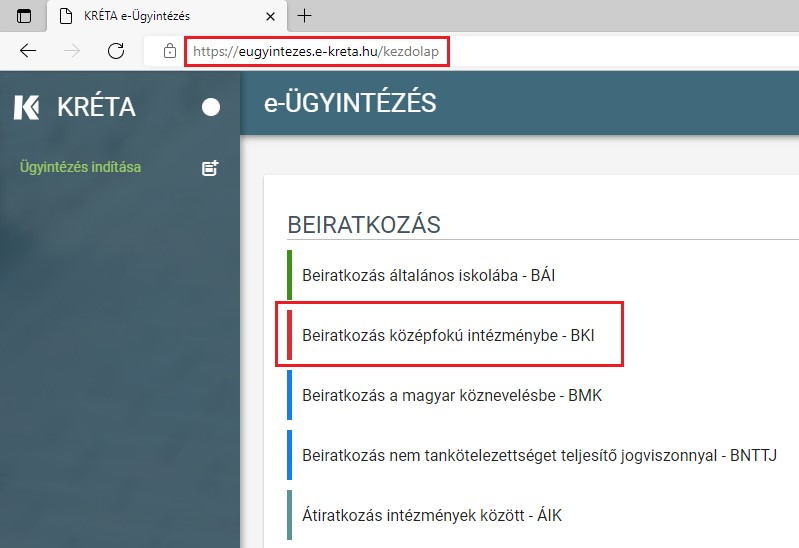 KRÉTA e-Ügyintézés
https://eugyintezes.e-kreta.hu/kezdolap
KRÉTA
e-ÜGYINTÉZÉS
Ügyintézés indítása
BEIRATKOZÁS
Beiratkozás általános iskolába - BÁI
Beiratkozás középfokú intézménybe - BKI
Beiratkozás a magyar köznevelésbe - BMK
Beiratkozás nem tankötelezettséget teljesítő jogviszonnyal - BNTTJ
Átiratkozás intézmények között - ÁIK